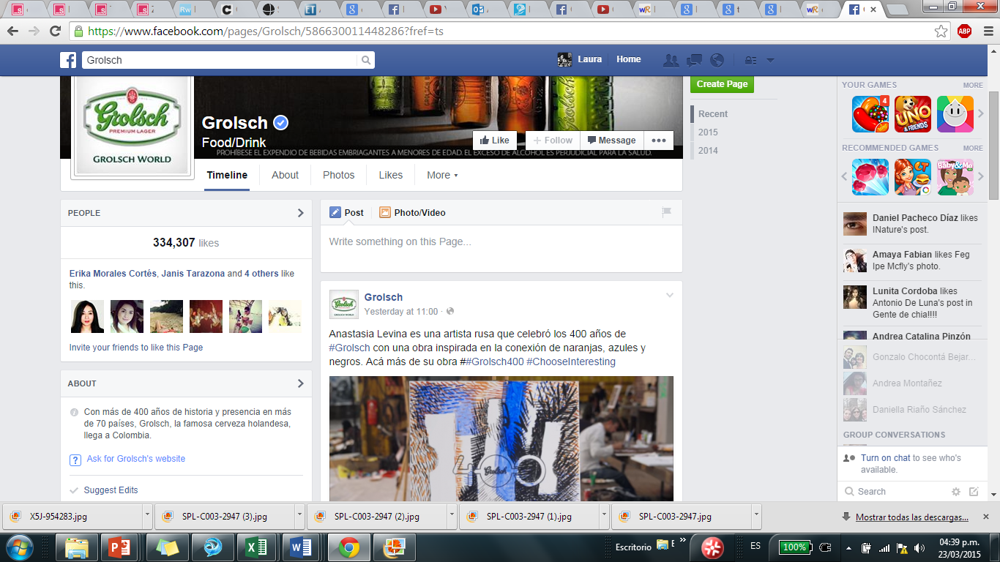 https://www.facebook.com/pages/Grolsch/586630011448286?fref=ts
ABP
Grolsch
Laura
Home
Grolsch
PREMIUM LAGER
GROLSCH WORLD
Grolsch
Food/Drink
Like
Follow
Message
PROHÍBESE EL EXPENDIO DE BEBIDAS EMBRIAGANTES A MENORES DE EDAD. EL EXCESO DE ALCOHOL ES PERJUDICIAL PARA LA SALUD.
Timeline
About
Photos
Likes
More
Create Page
Recent
2015
2014
PEOPLE
334,307 likes
Erika Morales Cortés, Janis Tarazona and 4 others like
this.
Invite your friends to like this Page
ABOUT
Con más de 400 años de historia y presencia en más
de 70 países, Grolsch, la famosa cerveza holandesa,
llega a Colombia.
Ask for Grolsch's website
Suggest Edits
Post
Photo/Video
Write something on this Page...
Grolsch
Yesterday at 11:00 ·
Anastasia Levina es una artista rusa que celebró los 400 años de
#Grolsch con una obra inspirada en la conexión de naranjas, azules y
negros. Acá más de su obra ##Grolsch400 #ChooseInteresting
400
Grolsch
YOUR GAMES
MORE
4
UNO
& FRIENDS
RECOMMENDED GAMES
MORE
Baby&Me
Daniel Pacheco Díaz likes
INature's post.
Amaya Fabian likes Feg
Ipe Mcfly's photo.
Lunita Cordoba likes
Antonio De Luna's post in
Gente de chia!!!!
Andrea Catalina Pinzón
Gonzalo Chocontá Bejar...
Andrea Montañez
Daniella Riaño Sánchez
GROUP CONVERSATIONS
Turn on chat to see who's
available.
Search
X5J-954283.jpg
SPL-C003-2947 (3).jpg
SPL-C003-2947 (2).jpg
SPL-C003-2947 (1).jpg
SPL-C003-2947.jpg
Mostrar todas las descargas...
Escritorio
ES
100%
04:39 p.m.
23/03/2015